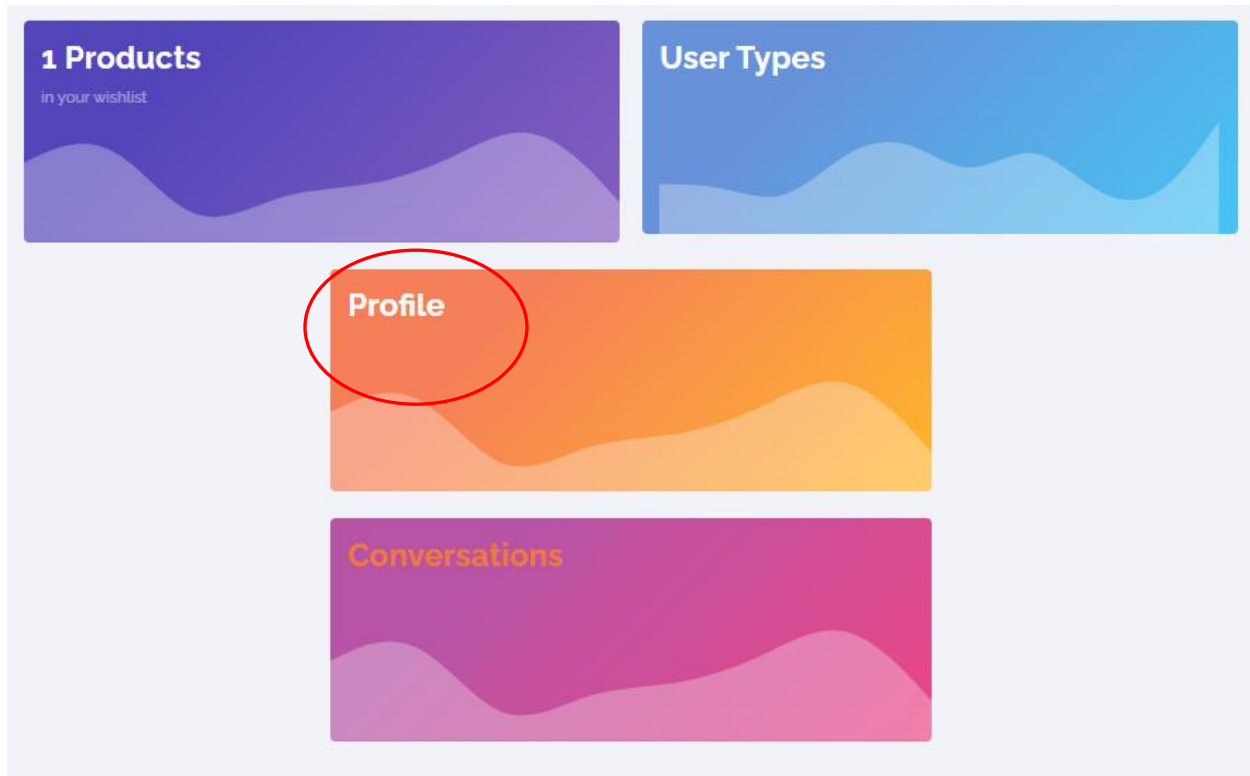 1 Products
in your wishlist
User Types
Profile
Conversations